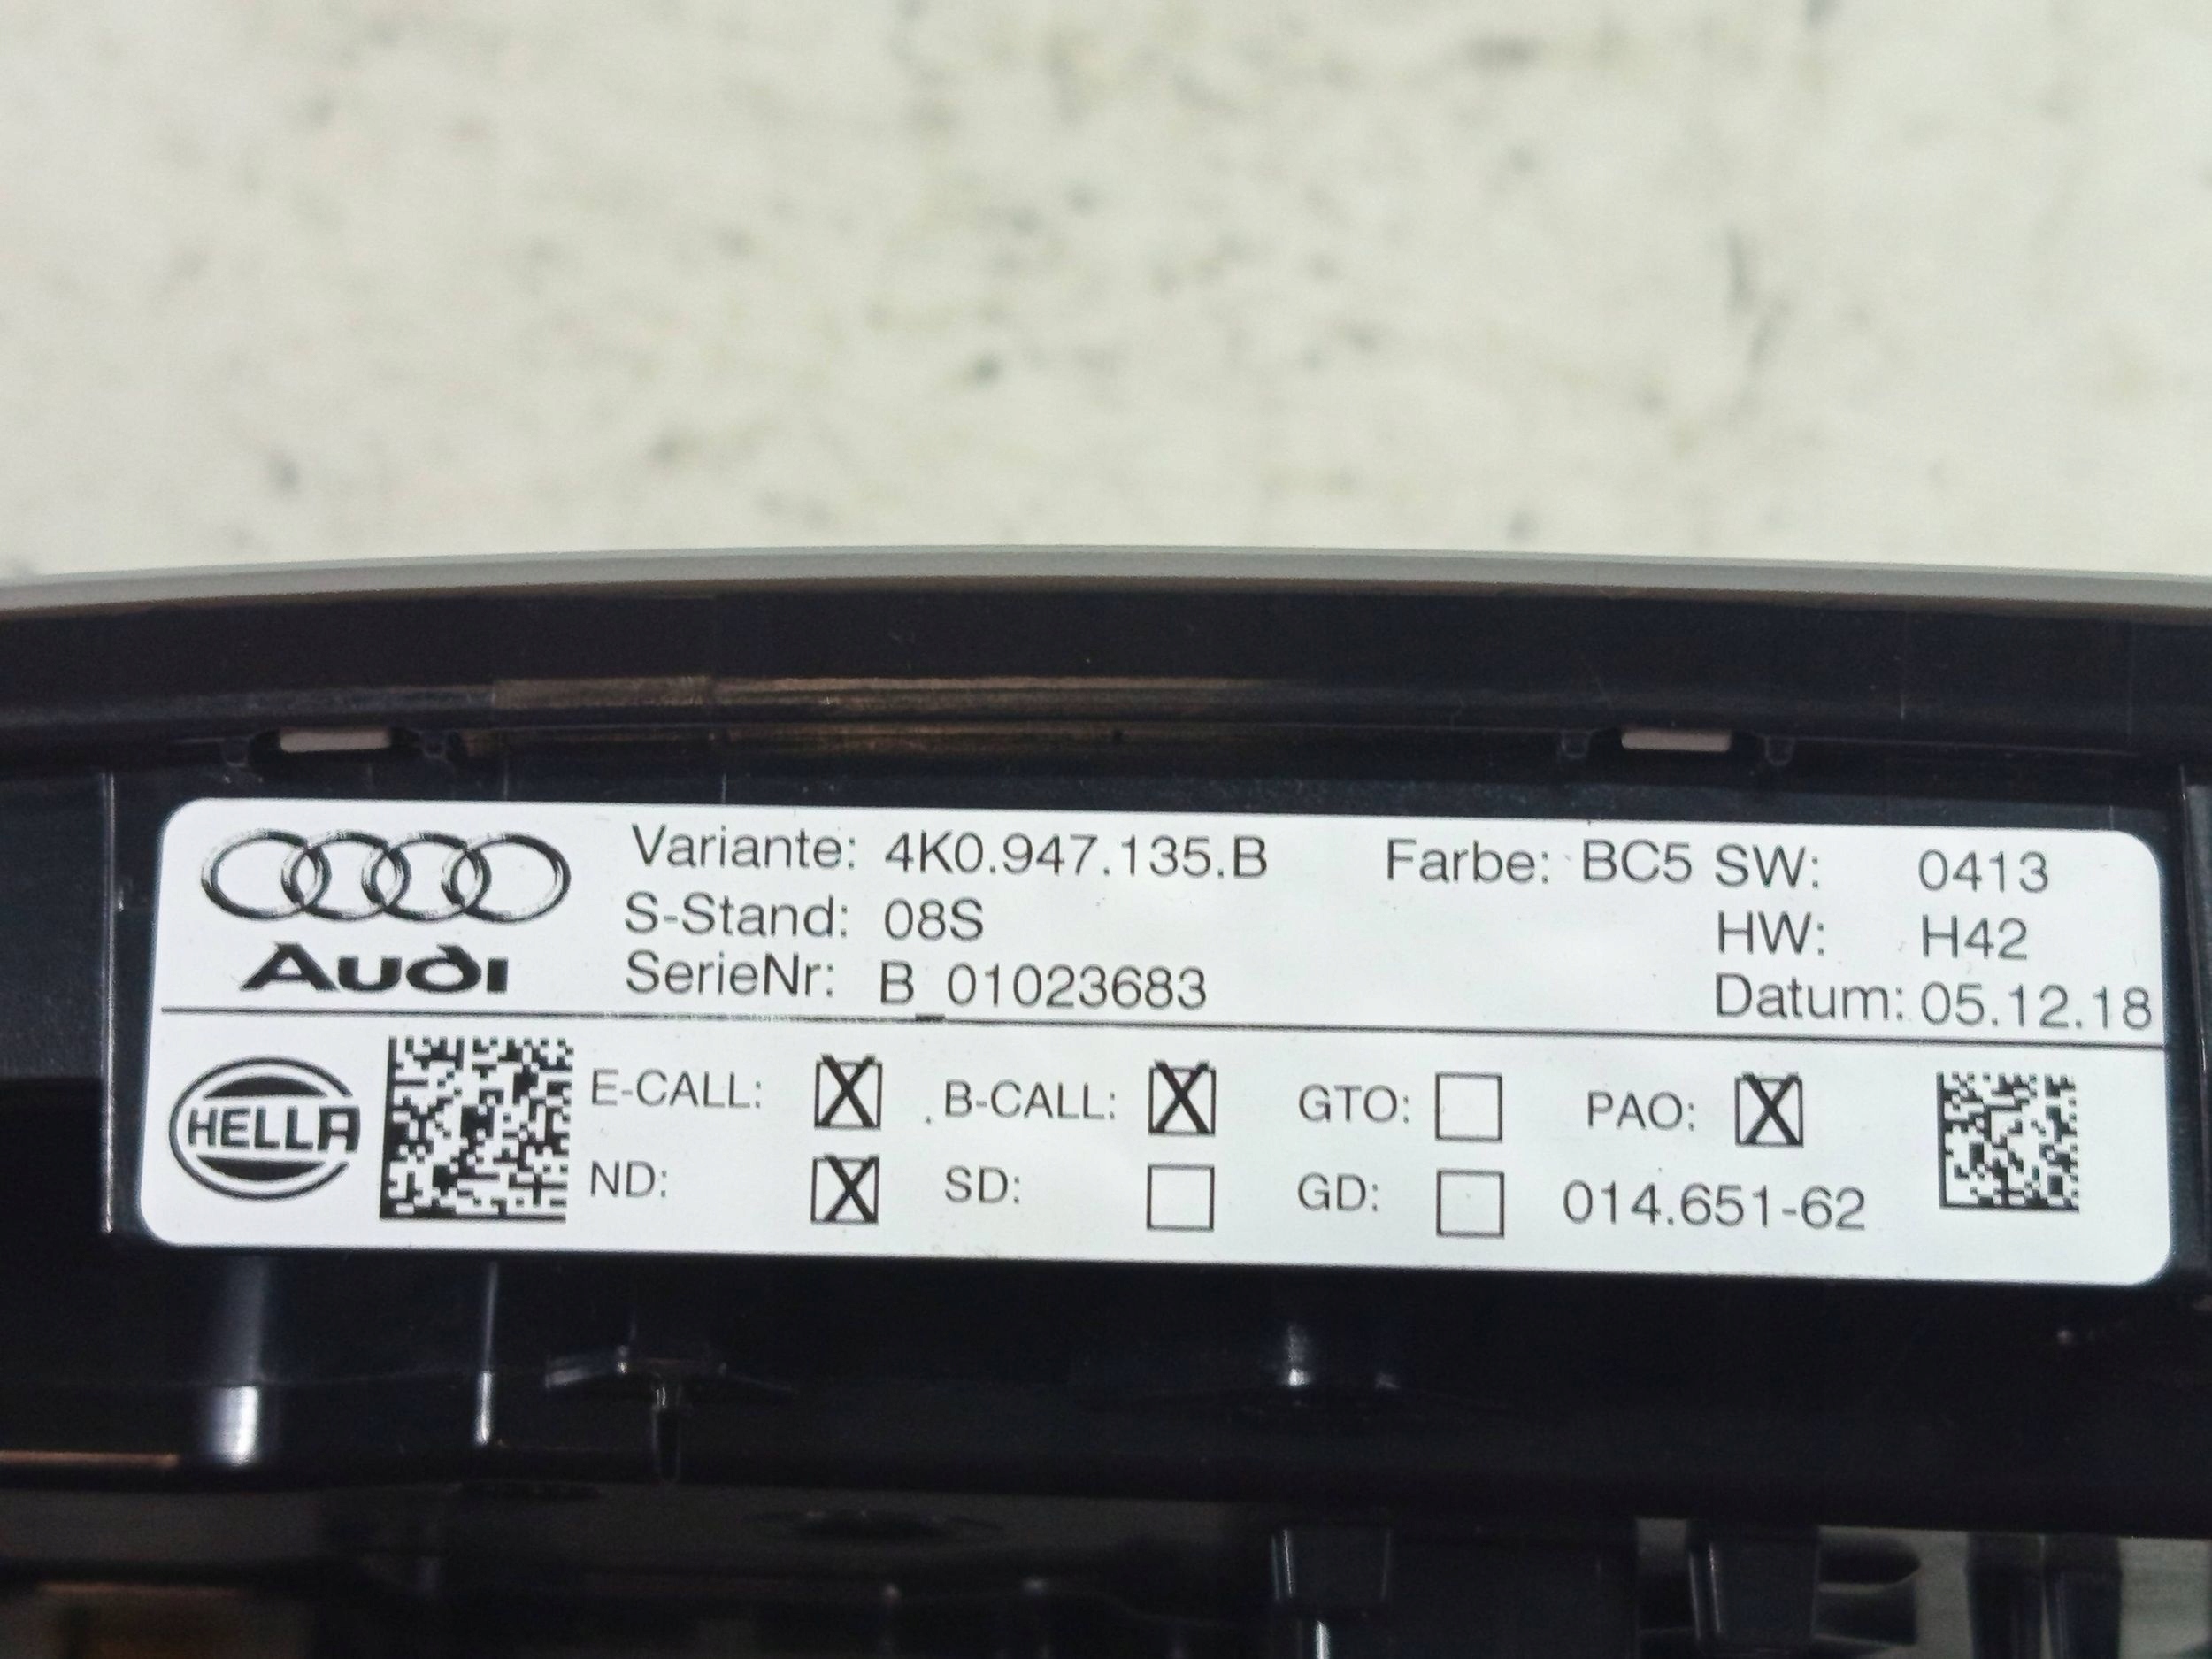 Audi
Variante: 4K0.947.135.B Farbe: BC5 SW: 0413
S-Stand: 08S HW: H42
SerieNr: B_01023683 Datum: 05.12.18
HELLA
E-CALL: ☒ B-CALL: ☒ GTO: ☐ PAO: ☒
ND: ☒ SD: ☐ GD: ☐ 014.651-62